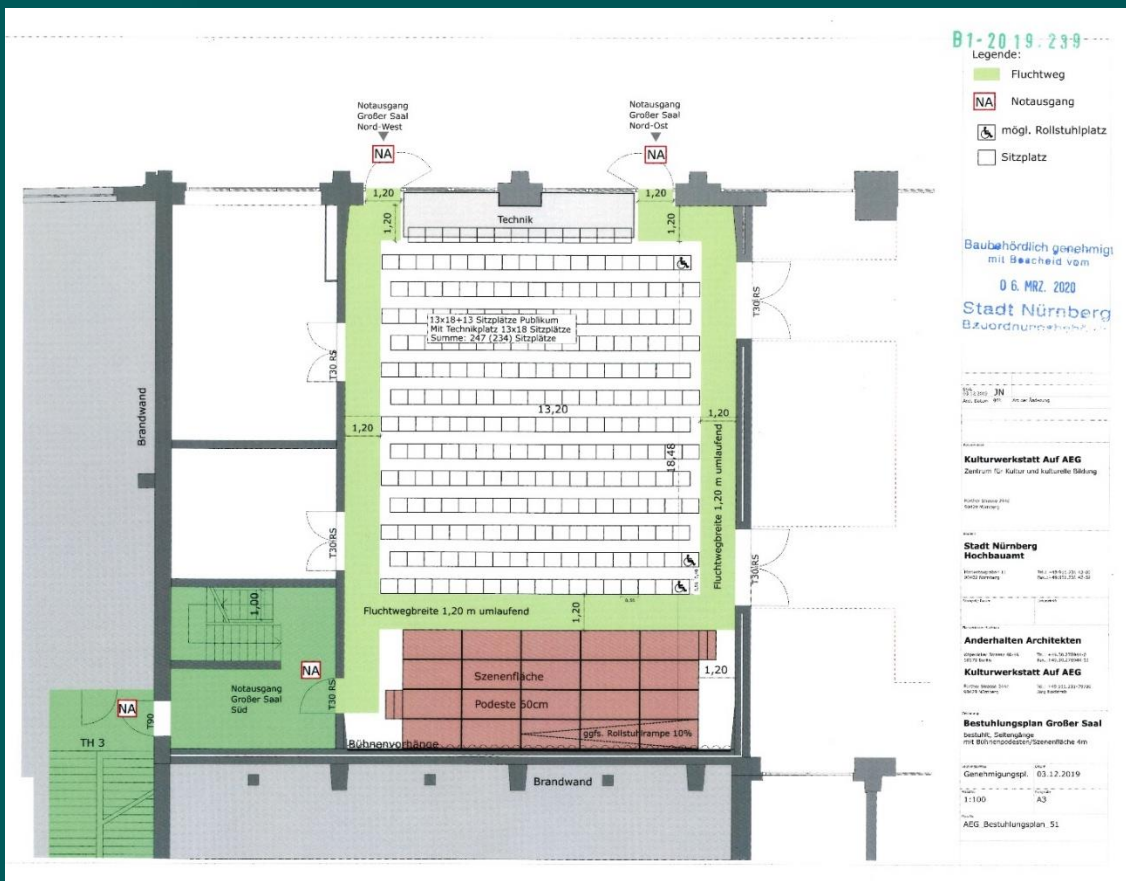 B1-2019.239
Legende:
Fluchtweg
NA Notausgang
mögl. Rollstuhlplatz
Sitzplatz
Notausgang
Großer Saal
Nord-West
NA
Notausgang
Großer Saal
Nord-Ost
NA
1,20
1,20
1,20
1,20
Technik
Baubehördlich genehmigt
mit Bescheid vom
06. MRZ. 2020
Stadt Nürnberg
13x18+13 Sitzplätze Publikum
Mit Technikplatz 13x18 Sitzplätze
Summe: 247 (234) Sitzplätze
T30 RS
T30 RS
Brandwand
13,20
1,20
1,20
18,48
Fluchtwegbreite 1,20 m umlaufend
T30 RS
T30 RS
1,00
Fluchtwegbreite 1,20 m umlaufend
1,20
NA
Notausgang
Großer Saal
Süd
T30 RS
Szenenfläche
1,20
Podeste 50cm
ggfs. Rollstuhlrampe 10%
Bühnenvorhänge
NA
T90
TH 3
Brandwand
JN
Kulturwerkstatt Auf AEG
Zentrum für Kultur und kulturelle Bildung
Stadt Nürnberg
Hochbauamt
Anderhalten Architekten
Kulturwerkstatt Auf AEG
Bestuhlungsplan Großer Saal
bestuhlt, Seitengänge
mit Bühnenpodesten/Szenenfläche 4m
Genehmigungspl. 03.12.2019
1:100 A3
AEG_Bestuhlungsplan_51